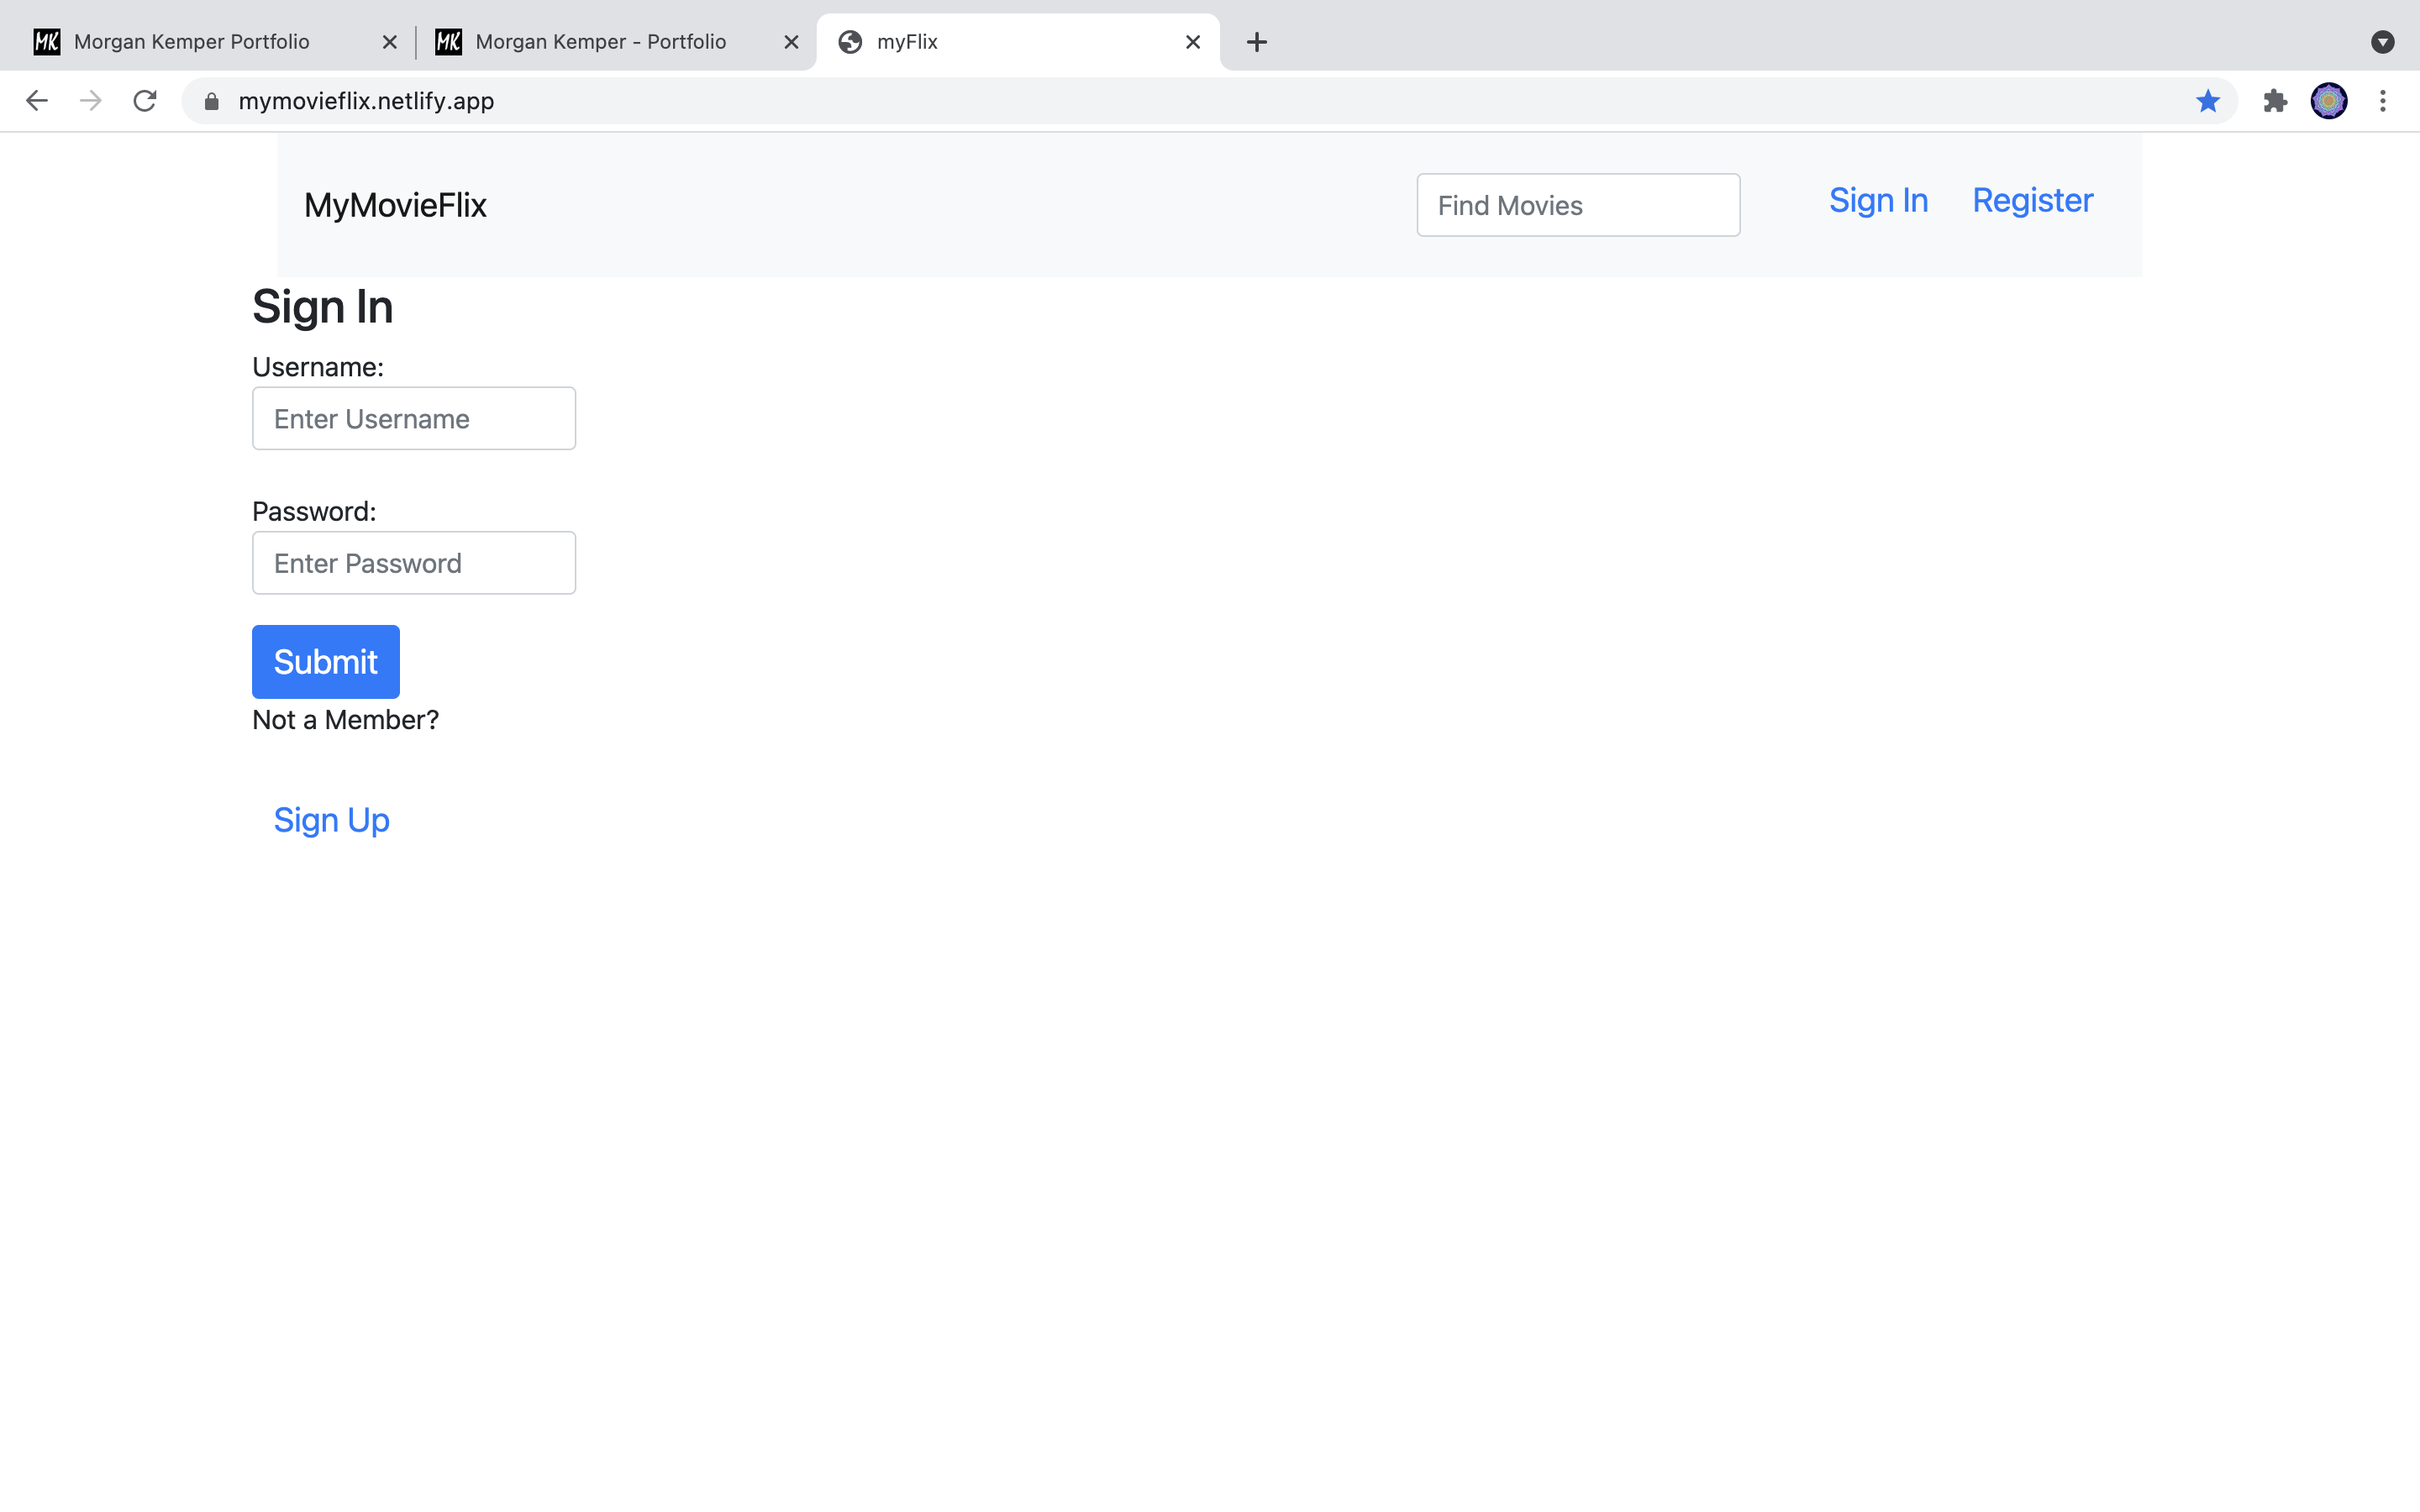 MK Morgan Kemper Portfolio MK Morgan Kemper - Portfolio myFlix
mymovieflix.netlify.app
MyMovieFlix Find Movies Sign In Register
Sign In
Username:
Enter Username
Password:
Enter Password
Submit
Not a Member?
Sign Up